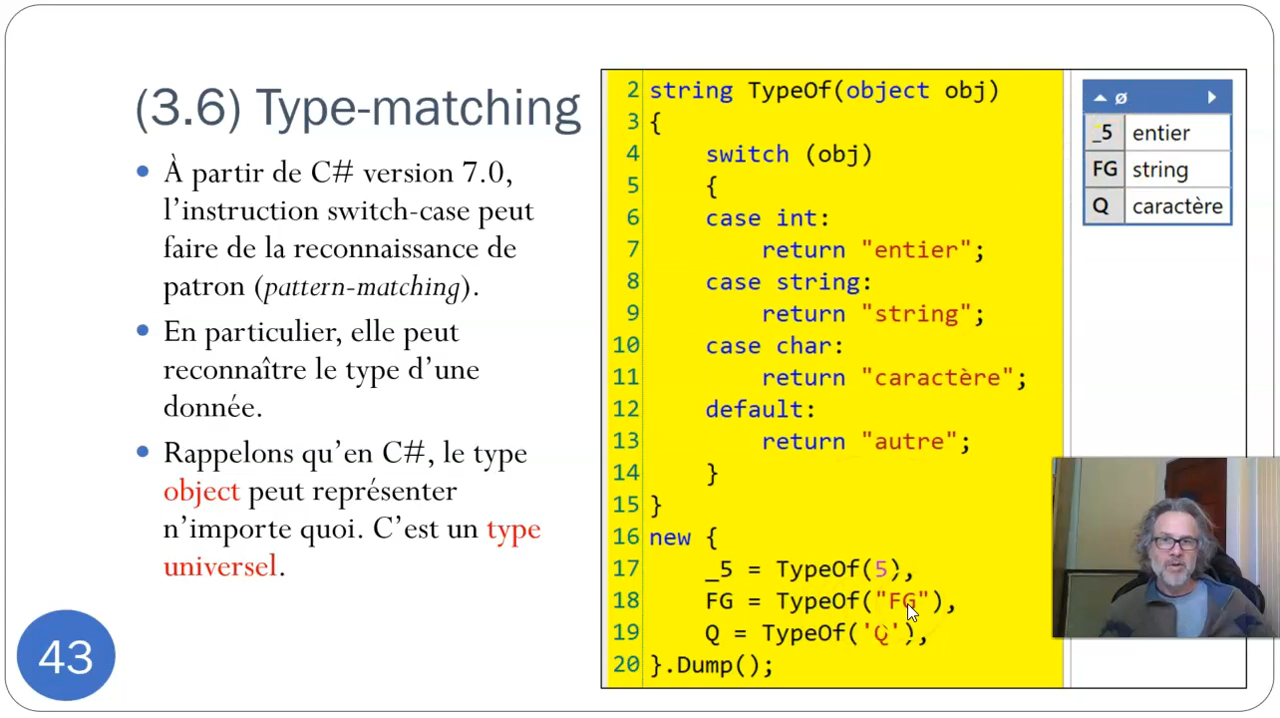 (3.6) Type-matching
• À partir de C# version 7.0,
l’instruction switch-case peut
faire de la reconnaissance de
patron (pattern-matching).
• En particulier, elle peut
reconnaître le type d’une
donnée.
• Rappelons qu’en C#, le type
object peut représenter
n’importe quoi. C’est un type
universel.
43
2 string TypeOf(object obj)
3 {
4 switch (obj)
5 {
6 case int:
7 return "entier";
8 case string:
9 return "string";
10 case char:
11 return "caractère";
12 default:
13 return "autre";
14 }
15 }
16 new {
17 _5 = TypeOf(5),
18 FG = TypeOf("FG"),
19 Q = TypeOf('Q'),
20 }.Dump();
ø
_5 entier
FG string
Q caractère